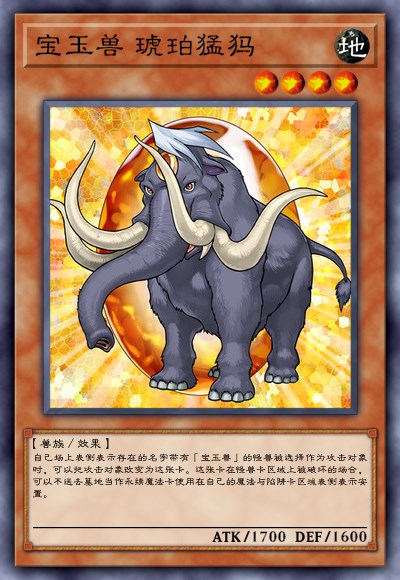 宝玉兽 琥珀猛犸
地
【兽族／效果】
自己场上表侧表示存在的名字带有「宝玉兽」的怪兽被选择作为攻击对象
时，可以把攻击对象改变为这张卡。这张卡在怪兽卡区域上被破坏的场合，
可以不送去墓地当作永续魔法卡使用在自己的魔法与陷阱卡区域表侧表示放
置。
ATK/1700 DEF/1600